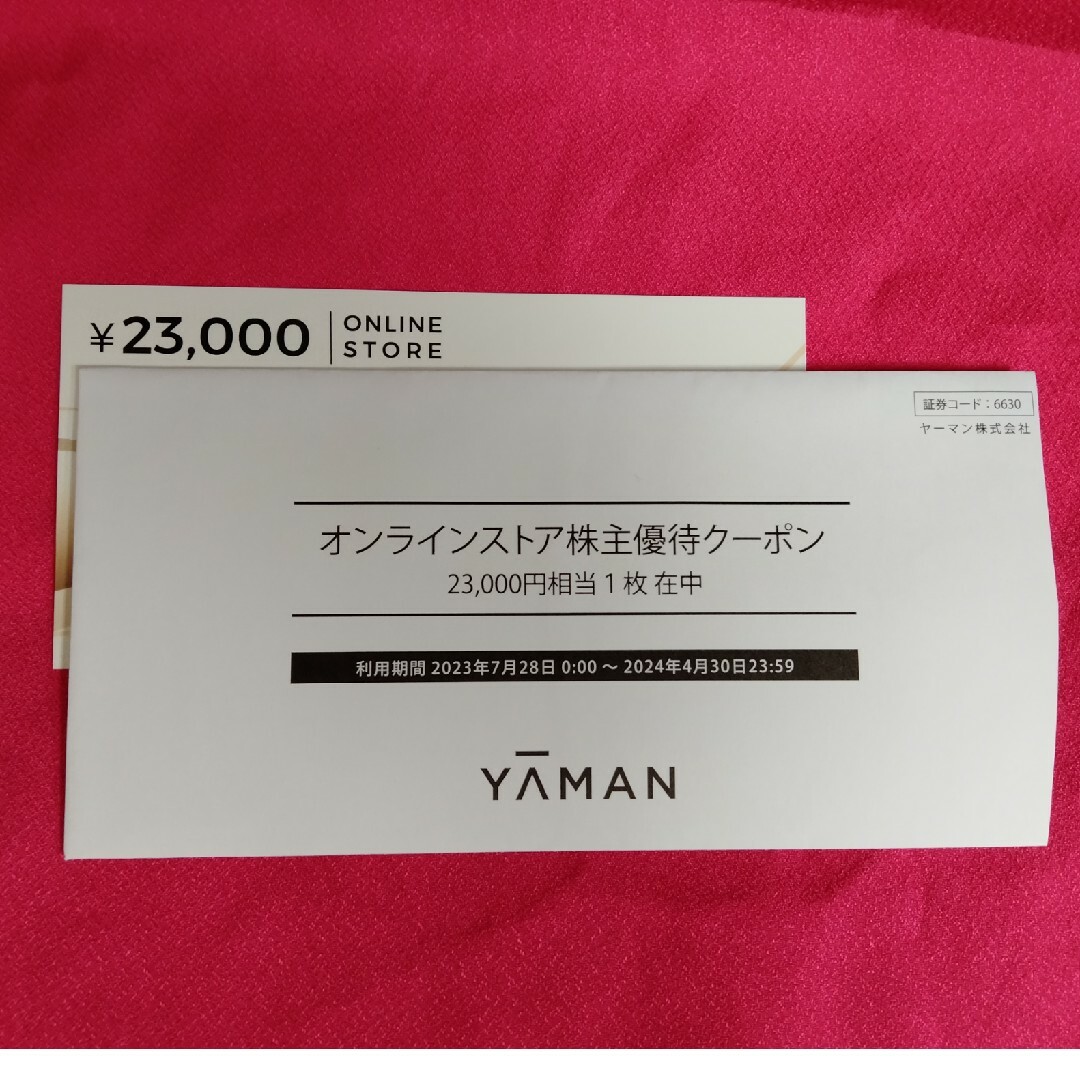 ¥23,000
ONLINE
STORE
証券コード：6630
ヤーマン株式会社
オンラインストア株主優待クーポン
23,000円相当 1 枚 在中
利用期間 2023年7月28日 0:00 ～ 2024年4月30日23:59
YĀMAN